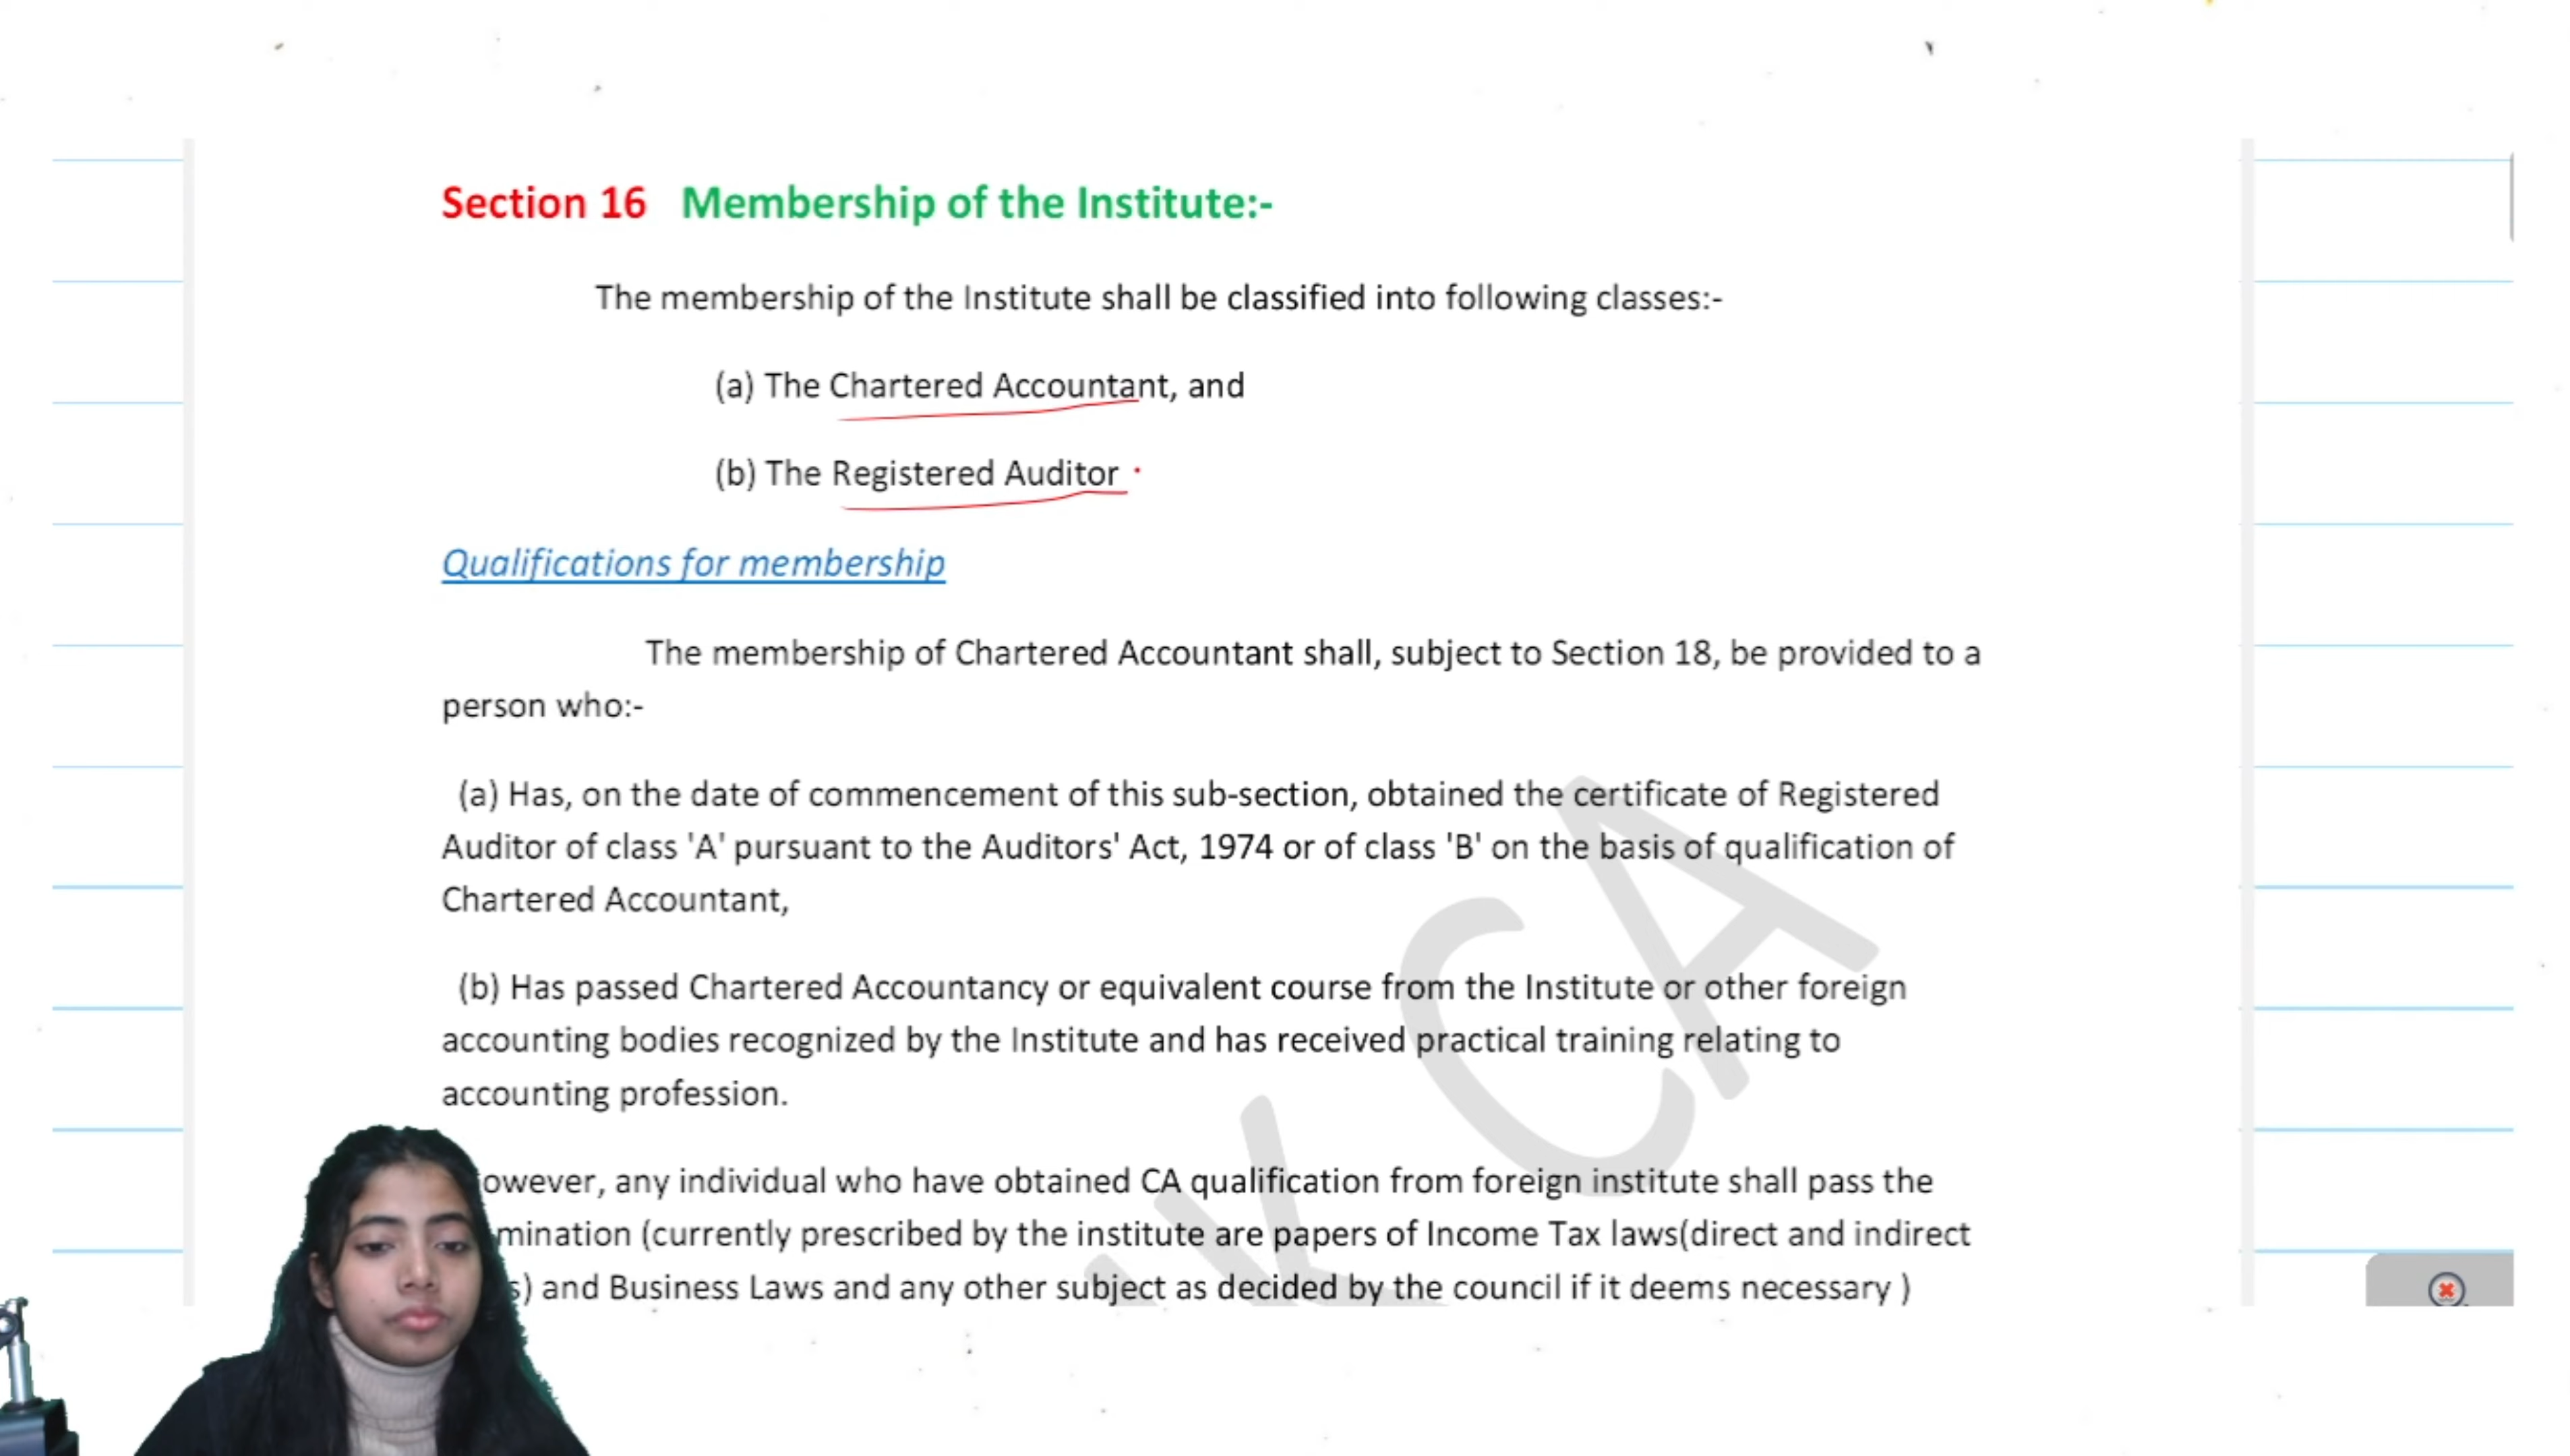 Section 16 Membership of the Institute:-
The membership of the Institute shall be classified into following classes:-
(a) The Chartered Accountant, and
(b) The Registered Auditor
Qualifications for membership
The membership of Chartered Accountant shall, subject to Section 18, be provided to a
person who:-
(a) Has, on the date of commencement of this sub-section, obtained the certificate of Registered
Auditor of class 'A' pursuant to the Auditors' Act, 1974 or of class 'B' on the basis of qualification of
Chartered Accountant,
(b) Has passed Chartered Accountancy or equivalent course from the Institute or other foreign
accounting bodies recognized by the Institute and has received practical training relating to
accounting profession.
owever, any individual who have obtained CA qualification from foreign institute shall pass the
mination (currently prescribed by the institute are papers of Income Tax laws(direct and indirect
s) and Business Laws and any other subject as decided by the council if it deems necessary )
K CA